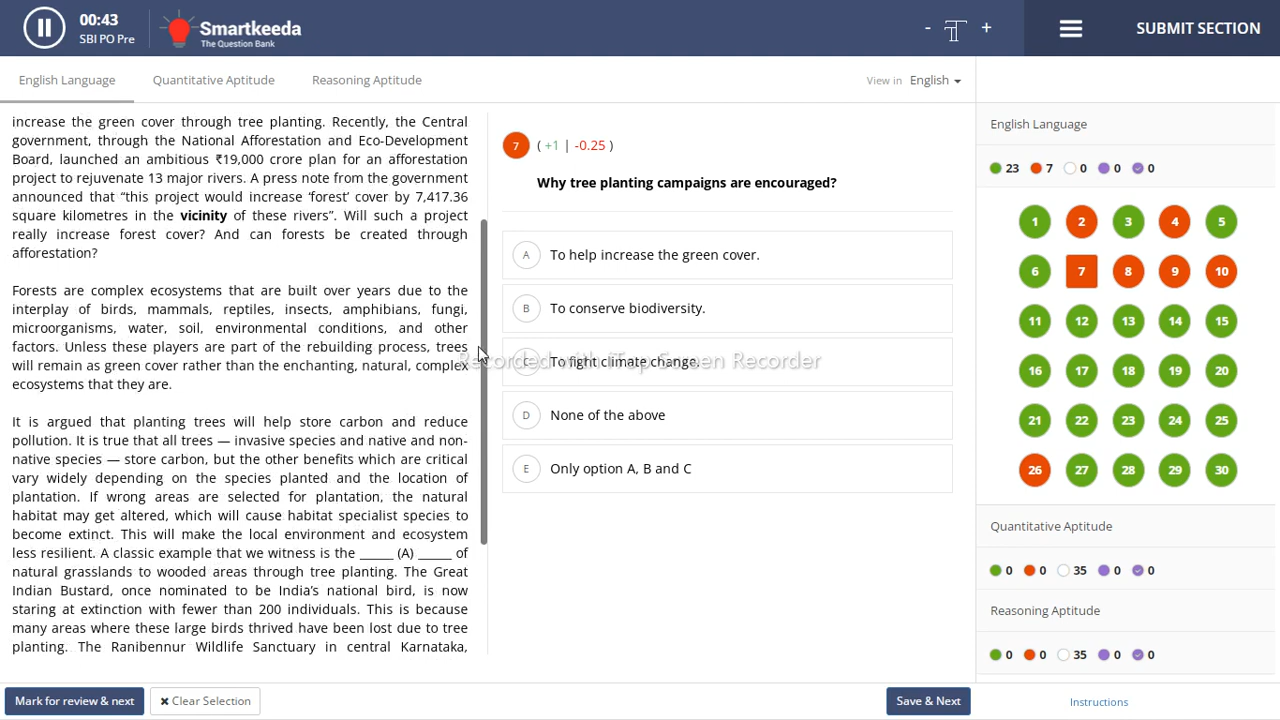 00:43
SBI PO Pre
Smartkeeda
The Question Bank
- T +
SUBMIT SECTION
English Language
Quantitative Aptitude
Reasoning Aptitude
View in English
increase the green cover through tree planting. Recently, the Central
government, through the National Afforestation and Eco-Development
Board, launched an ambitious ₹19,000 crore plan for an afforestation
project to rejuvenate 13 major rivers. A press note from the government
announced that “this project would increase ‘forest’ cover by 7,417.36
square kilometres in the vicinity of these rivers”. Will such a project
really increase forest cover? And can forests be created through
afforestation?
Forests are complex ecosystems that are built over years due to the
interplay of birds, mammals, reptiles, insects, amphibians, fungi,
microorganisms, water, soil, environmental conditions, and other
factors. Unless these players are part of the rebuilding process, trees
will remain as green cover rather than the enchanting, natural, complex
ecosystems that they are.
It is argued that planting trees will help store carbon and reduce
pollution. It is true that all trees — invasive species and native and non-
native species — store carbon, but the other benefits which are critical
vary widely depending on the species planted and the location of
plantation. If wrong areas are selected for plantation, the natural
habitat may get altered, which will cause habitat specialist species to
become extinct. This will make the local environment and ecosystem
less resilient. A classic example that we witness is the _____ (A) _____ of
natural grasslands to wooded areas through tree planting. The Great
Indian Bustard, once nominated to be India’s national bird, is now
staring at extinction with fewer than 200 individuals. This is because
many areas where these large birds thrived have been lost due to tree
planting. The Ranibennur Wildlife Sanctuary in central Karnataka,
7 ( +1 | -0.25 )
Why tree planting campaigns are encouraged?
A To help increase the green cover.
B To conserve biodiversity.
C To fight climate change.
D None of the above
E Only option A, B and C
Recorded with iTop Screen Recorder
English Language
23 7 0 0 0
1 2 3 4 5
6 7 8 9 10
11 12 13 14 15
16 17 18 19 20
21 22 23 24 25
26 27 28 29 30
Quantitative Aptitude
0 0 35 0 0
Reasoning Aptitude
0 0 35 0 0
Mark for review & next
Clear Selection
Save & Next
Instructions